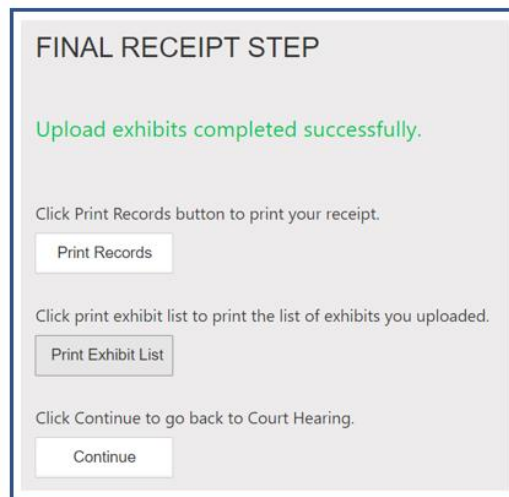 FINAL RECEIPT STEP
Upload exhibits completed successfully.
Click Print Records button to print your receipt.
Print Records
Click print exhibit list to print the list of exhibits you uploaded.
Print Exhibit List
Click Continue to go back to Court Hearing.
Continue